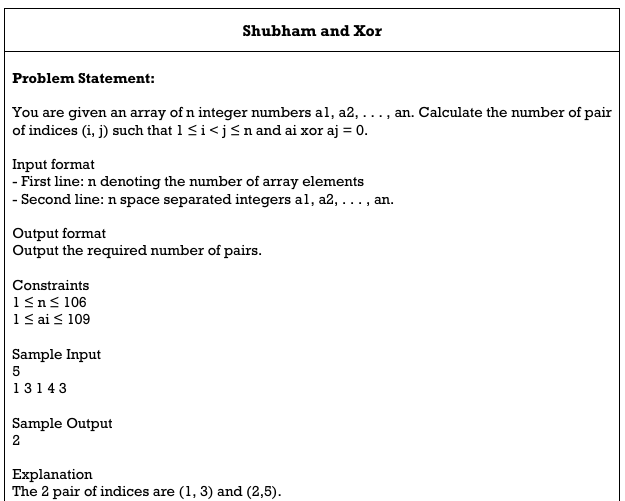 Shubham and Xor
Problem Statement:
You are given an array of n integer numbers a1, a2, . . . , an. Calculate the number of pair
of indices (i, j) such that 1 ≤ i < j ≤ n and ai xor aj = 0.
Input format
- First line: n denoting the number of array elements
- Second line: n space separated integers a1, a2, . . . , an.
Output format
Output the required number of pairs.
Constraints
1 ≤ n ≤ 106
1 ≤ ai ≤ 109
Sample Input
5
1 3 1 4 3
Sample Output
2
Explanation
The 2 pair of indices are (1, 3) and (2,5).